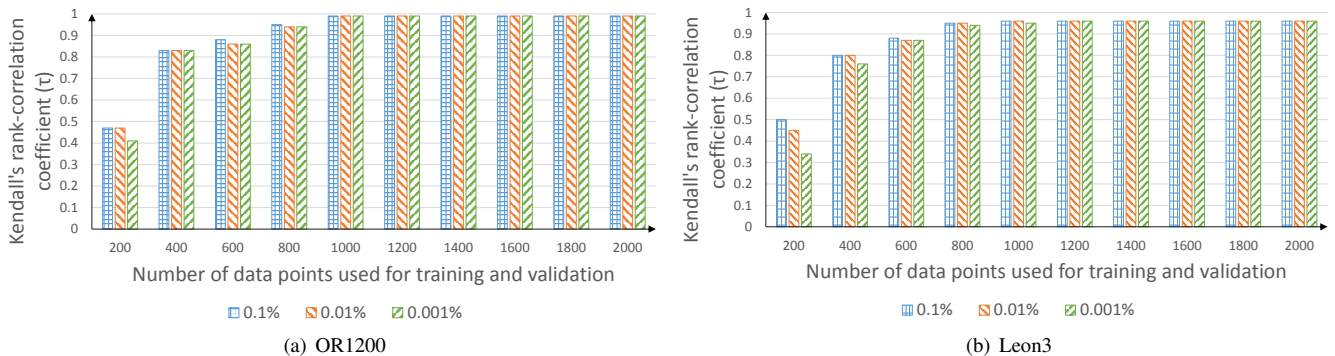 Kendall's rank-correlation
coefficient (τ)
1
0.9
0.8
0.7
0.6
0.5
0.4
0.3
0.2
0.1
0
200 400 600 800 1000 1200 1400 1600 1800 2000
Number of data points used for training and validation
0.1% 0.01% 0.001%
(a) OR1200
Kendall's rank-correlation
coefficient (τ)
1
0.9
0.8
0.7
0.6
0.5
0.4
0.3
0.2
0.1
0
200 400 600 800 1000 1200 1400 1600 1800 2000
Number of data points used for training and validation
0.1% 0.01% 0.001%
(b) Leon3